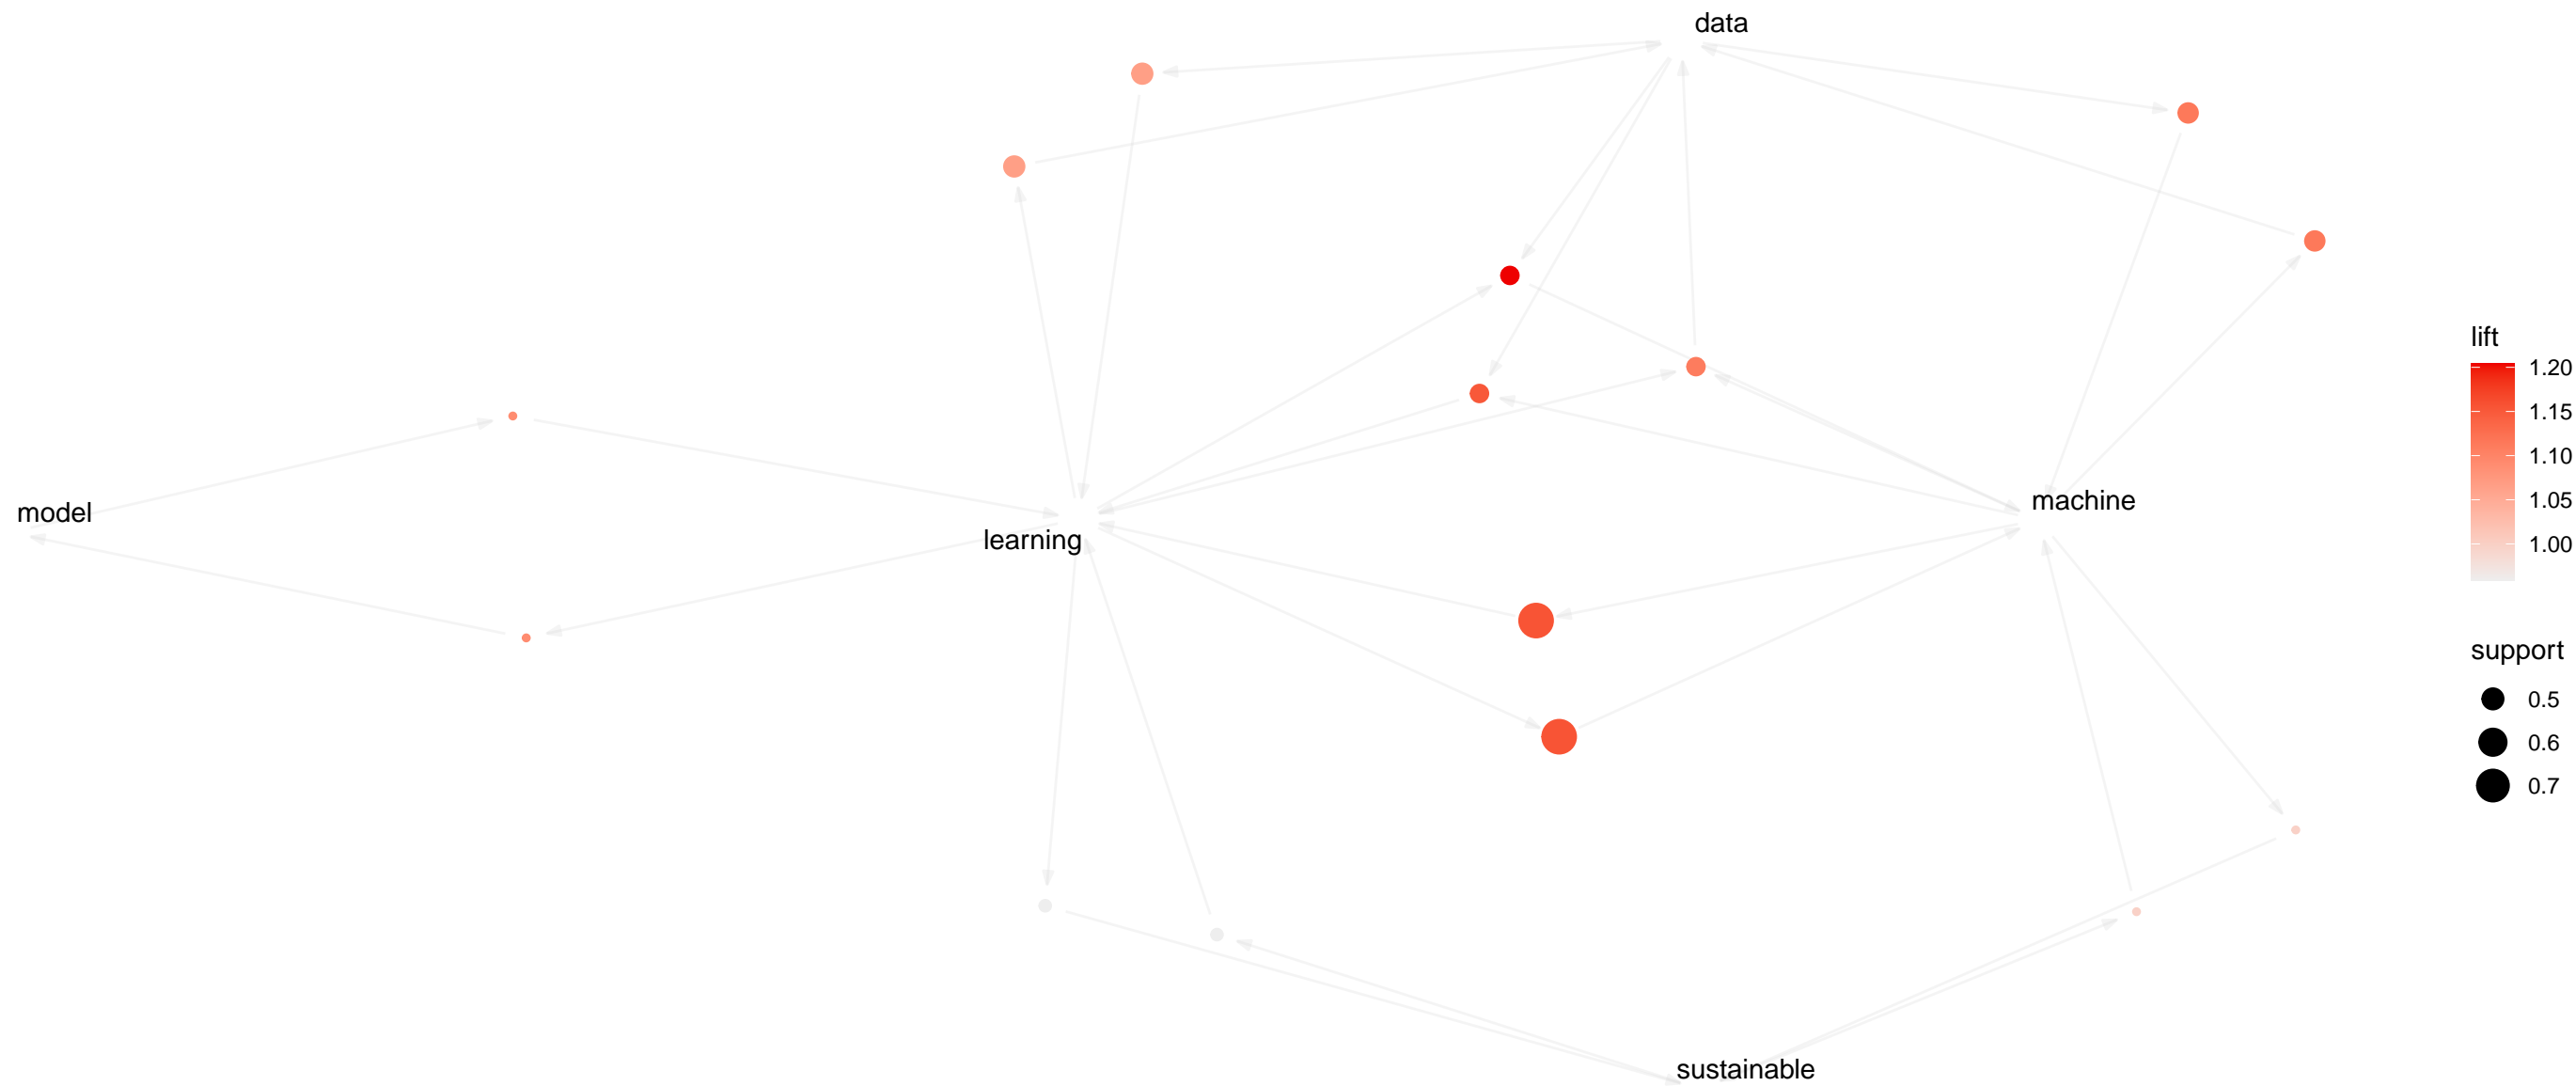 data
model
learning
machine
sustainable
lift
1.20
1.15
1.10
1.05
1.00
support
0.5
0.6
0.7